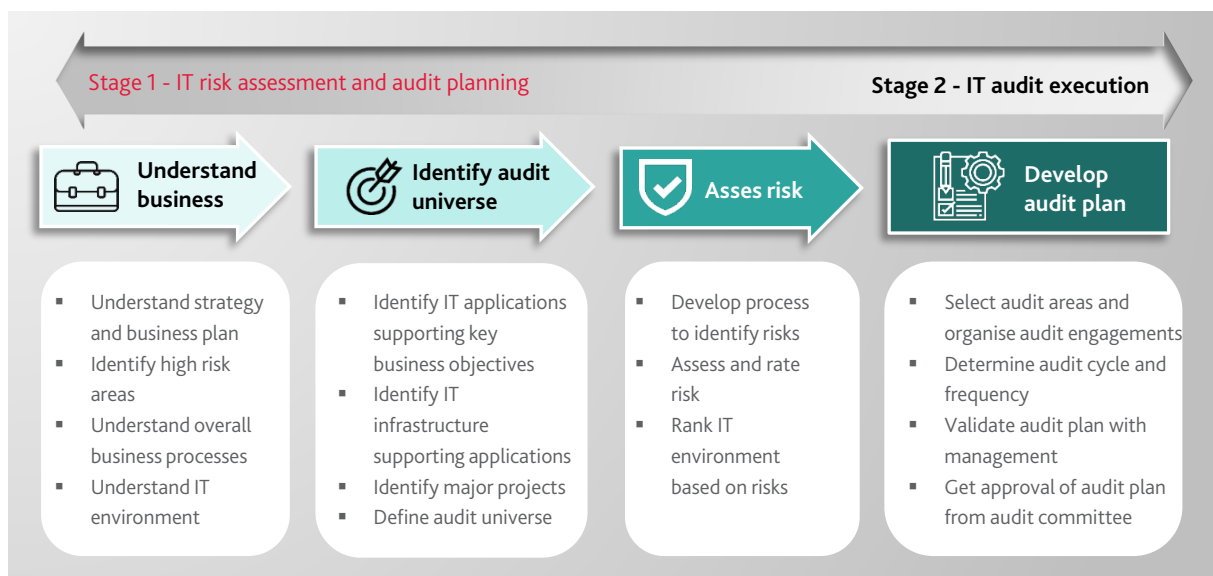 Stage 1 - IT risk assessment and audit planning
Stage 2 - IT audit execution
Understand
business
Identify audit
universe
Asses risk
Develop
audit plan
▪ Understand strategy
and business plan
▪ Identify high risk
areas
▪ Understand overall
business processes
▪ Understand IT
environment
▪ Identify IT applications
supporting key
business objectives
▪ Identify IT
infrastructure
supporting applications
▪ Identify major projects
▪ Define audit universe
▪ Develop process
to identify risks
▪ Assess and rate
risk
▪ Rank IT
environment
based on risks
▪ Select audit areas and
organise audit engagements
▪ Determine audit cycle and
frequency
▪ Validate audit plan with
management
▪ Get approval of audit plan
from audit committee